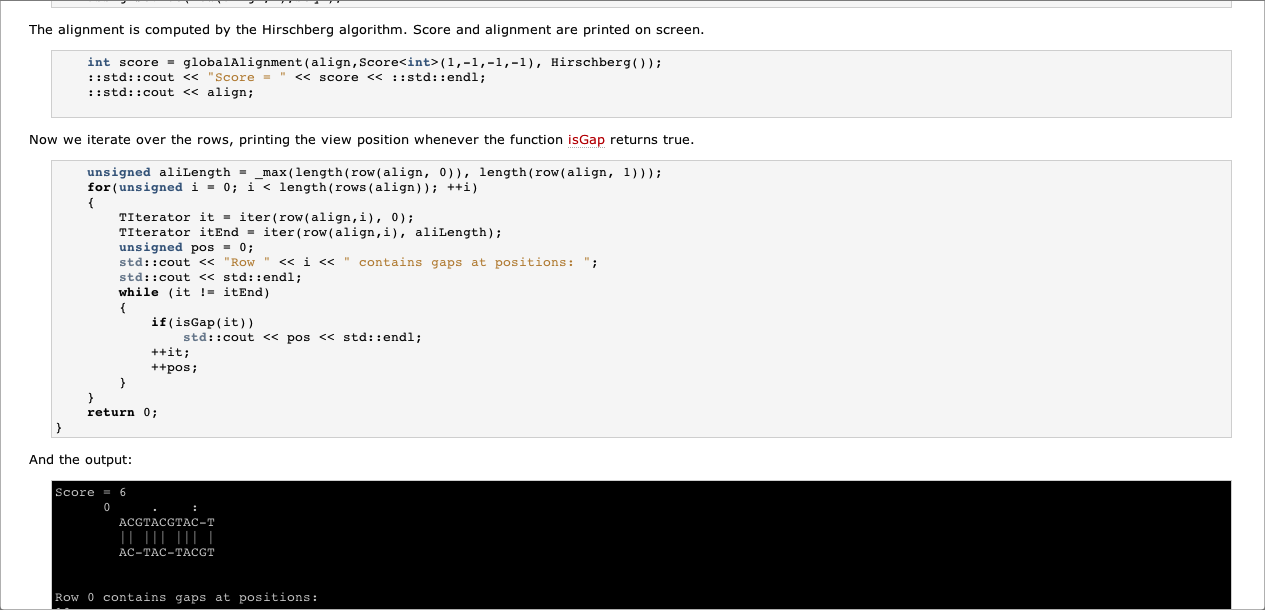 The alignment is computed by the Hirschberg algorithm. Score and alignment are printed on screen.
int score = globalAlignment(align,Score<int>(1,-1,-1,-1), Hirschberg());
::std::cout << "Score = " << score << ::std::endl;
::std::cout << align;
Now we iterate over the rows, printing the view position whenever the function isGap returns true.
unsigned aliLength = _max(length(row(align, 0)), length(row(align, 1)));
for(unsigned i = 0; i < length(rows(align)); ++i)
{
TIterator it = iter(row(align,i), 0);
TIterator itEnd = iter(row(align,i), aliLength);
unsigned pos = 0;
std::cout << "Row " << i << " contains gaps at positions: ";
std::cout << std::endl;
while (it != itEnd)
{
if(isGap(it))
std::cout << pos << std::endl;
++it;
++pos;
}
}
return 0;
}
And the output:
Score = 6
0     .    :
ACGTACGTAC-T
|| ||| ||| |
AC-TAC-TACGT
Row 0 contains gaps at positions: